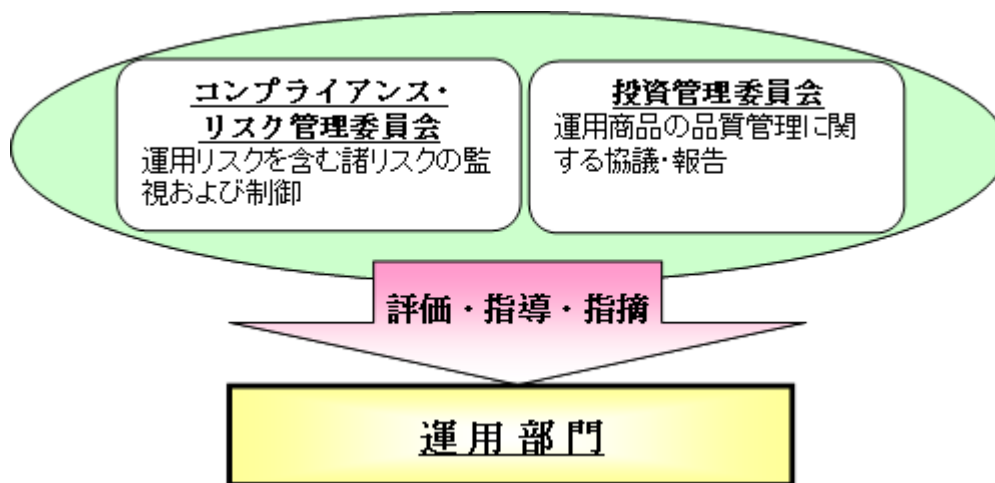 コンプライアンス・
リスク管理委員会
運用リスクを含む諸リスクの監
視および制御
投資管理委員会
運用商品の品質管理に関
する協議・報告
評価・指導・指摘
運用部門